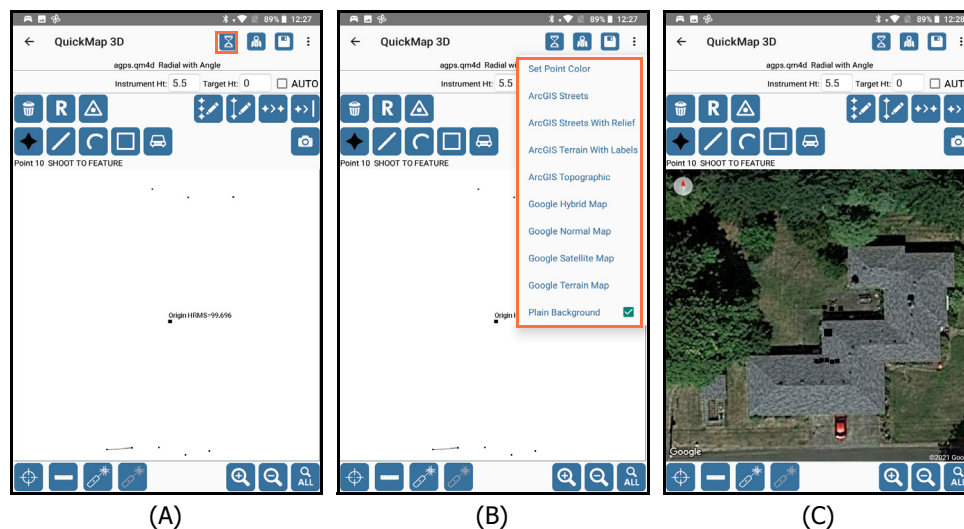 89% 12:27
QuickMap 3D
agps.qm4d Radial with Angle
Instrument Ht: 5.5 Target Ht: 0 AUTO
R
Point 10 SHOOT TO FEATURE
Origin HRMS=99.696
ALL
(A)
89% 12:27
QuickMap 3D
agps.qm4d Radial wi
Instrument Ht: 5.5
R
Point 10 SHOOT TO FEATURE
Set Point Color
ArcGIS Streets
ArcGIS Streets With Relief
ArcGIS Terrain With Labels
ArcGIS Topographic
Google Hybrid Map
Google Normal Map
Google Satellite Map
Google Terrain Map
Plain Background
Origin H
ALL
(B)
89% 12:28
QuickMap 3D
agps.qm4d Radial with Angle
Instrument Ht: 5.5 Target Ht: 0 AUT
R
Point 10 SHOOT TO FEATURE
Google
©2021 Goo
AL
(C)